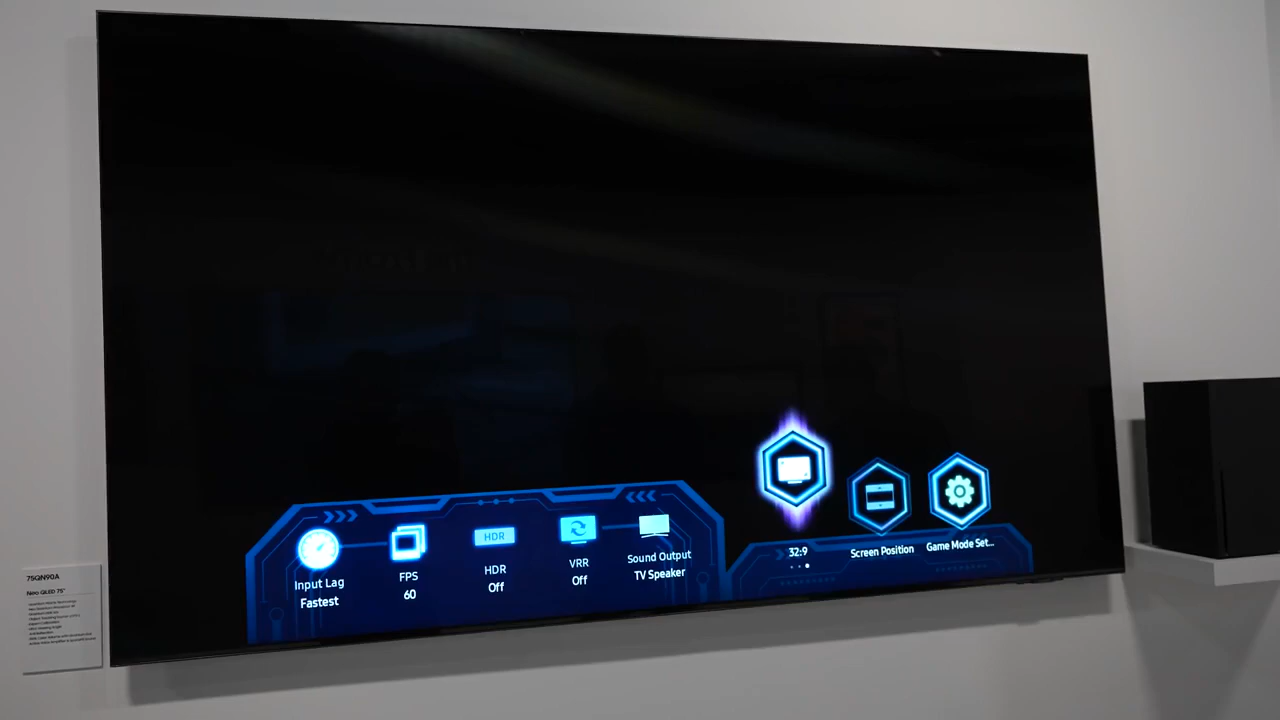 32:9
Screen Position
Game Mode Set...
HDR
Input Lag
Fastest
FPS
60
HDR
Off
VRR
Off
Sound Output
TV Speaker
75QN90A
Neo QLED 75"